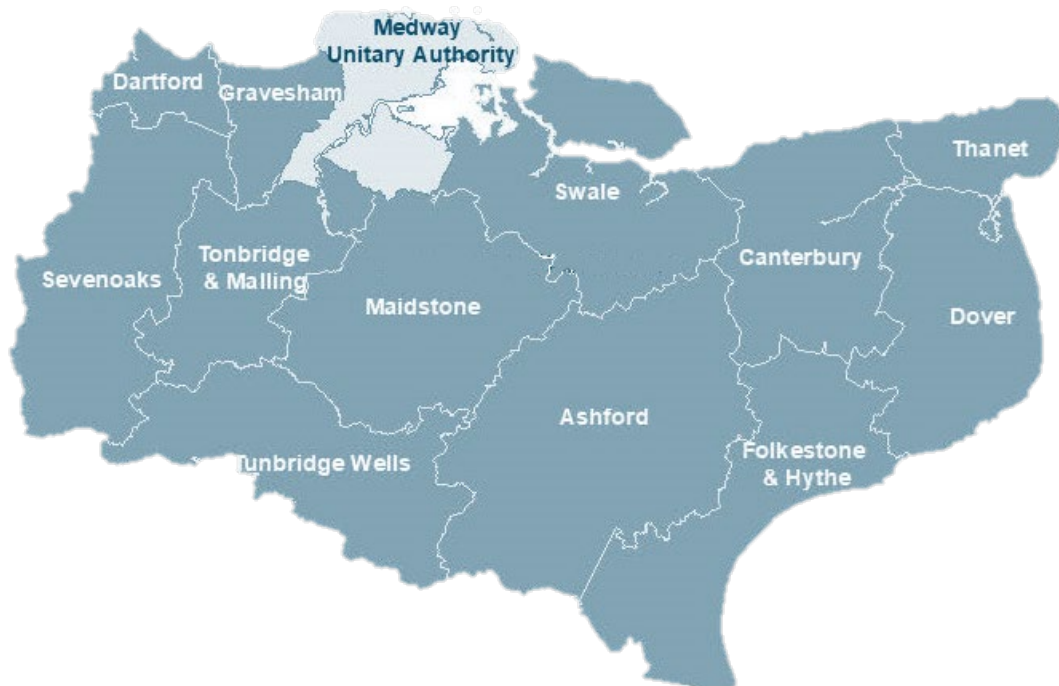 Medway
Unitary Authority
Dartford
Gravesham
Thanet
Swale
Tonbridge
& Malling
Canterbury
Sevenoaks
Maidstone
Dover
Ashford
Folkestone
& Hythe
Tunbridge Wells